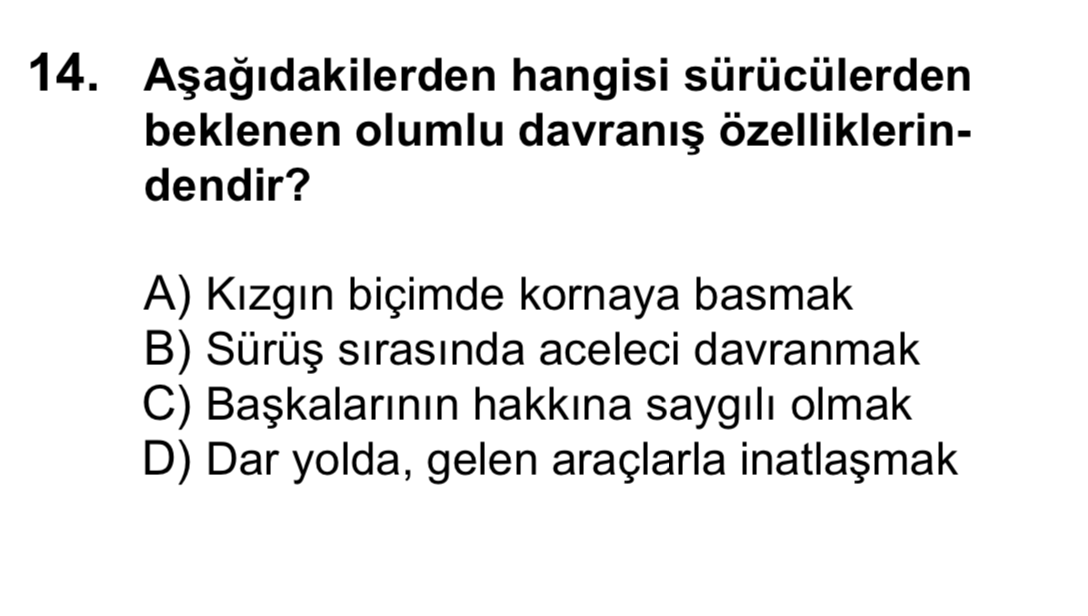 14. Aşağıdakilerden hangisi sürücülerden
beklenen olumlu davranış özelliklerin-
dendir?
A) Kızgın biçimde kornaya basmak
B) Sürüş sırasında aceleci davranmak
C) Başkalarının hakkına saygılı olmak
D) Dar yolda, gelen araçlarla inatlaşmak